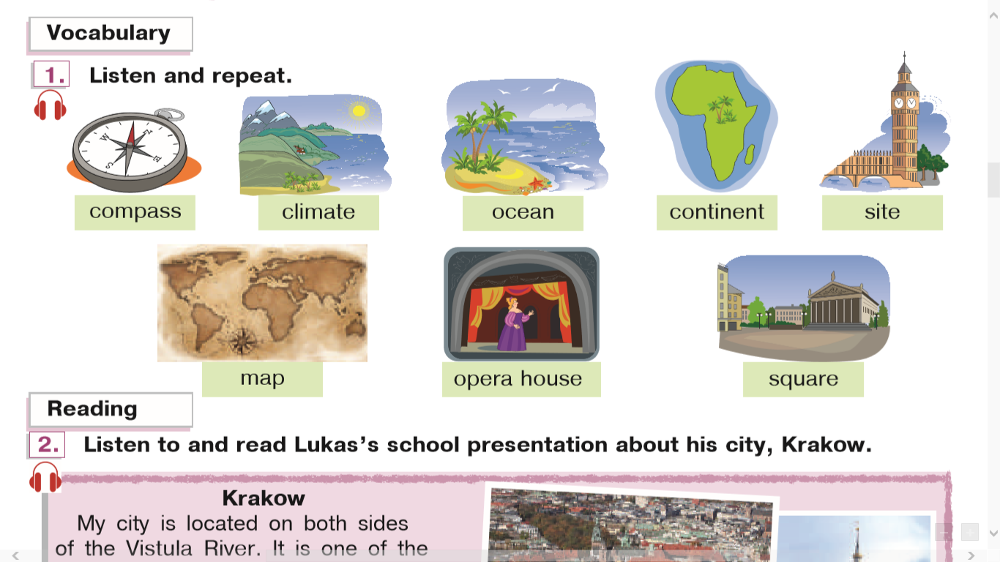 Vocabulary
1. Listen and repeat.
compass
climate
ocean
continent
site
map
opera house
square
Reading
2. Listen to and read Lukas’s school presentation about his city, Krakow.
Krakow
My city is located on both sides
of the Vistula River. It is one of the